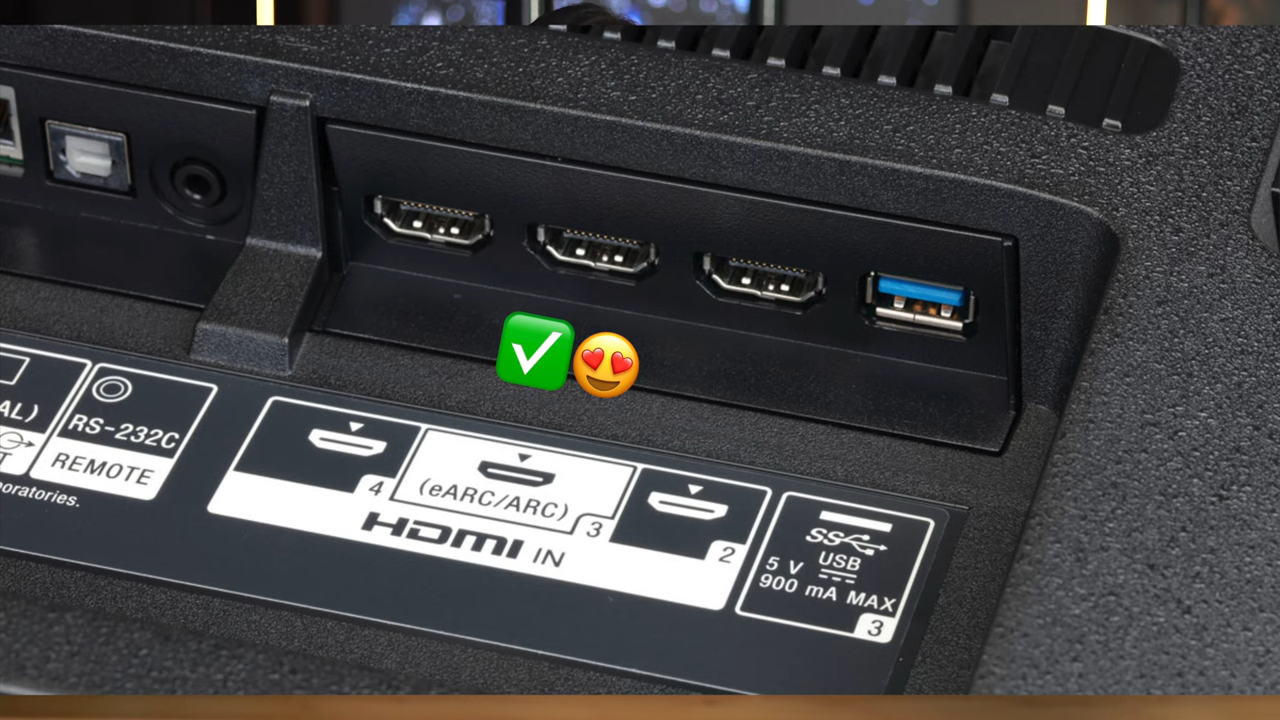 AL)
T
oratories.
RS-232C
REMOTE
4
(eARC/ARC)
3
2
HDMI IN
SS
USB
5 V
900 mA MAX
3